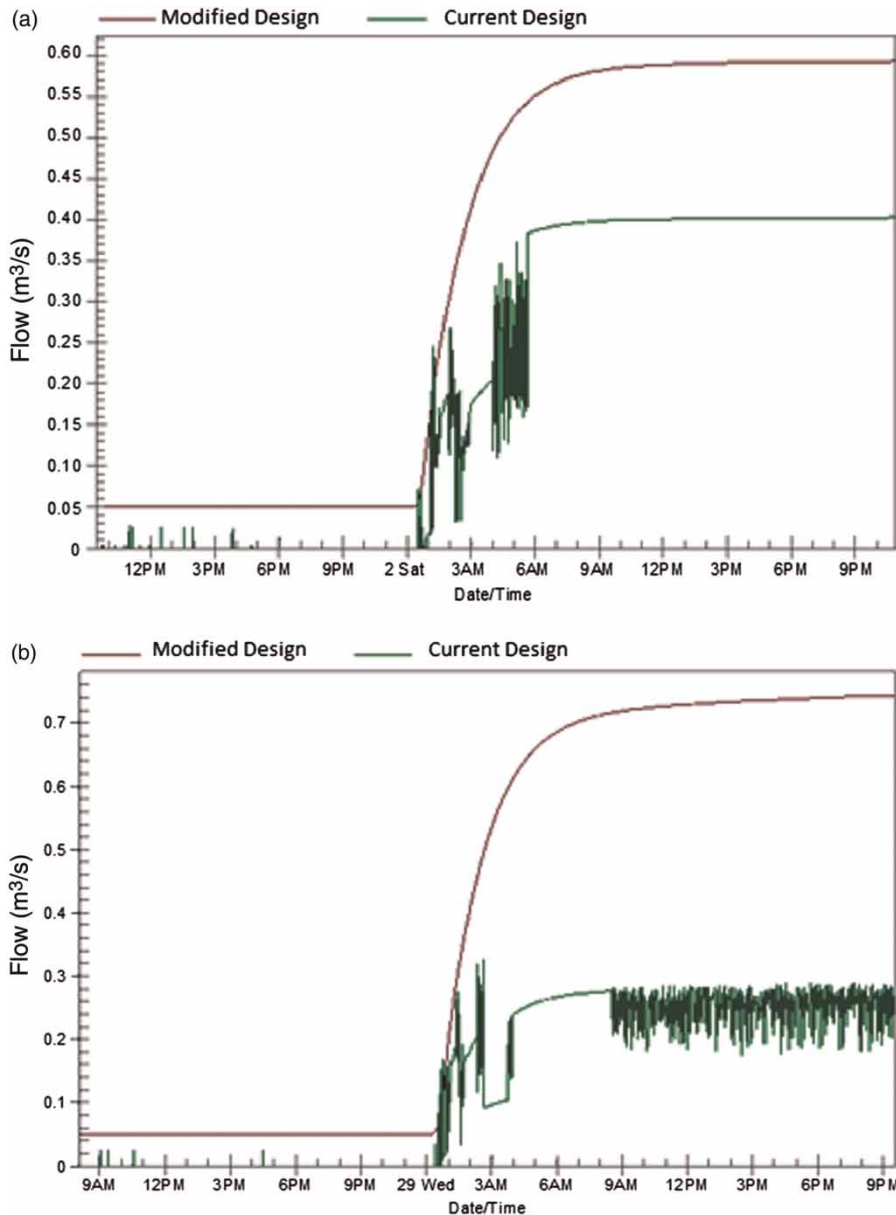 (a)
Modified Design
Current Design
0.60
0.55
0.50
0.45
0.40
0.35
0.30
0.25
0.20
0.15
0.10
0.05
0
Flow (m³/s)
12PM 3PM 6PM 9PM 2 Sat 3AM 6AM 9AM 12PM 3PM 6PM 9PM
Date/Time
(b)
Modified Design
Current Design
0.7
0.6
0.5
0.4
0.3
0.2
0.1
0
Flow (m³/s)
9AM 12PM 3PM 6PM 9PM 29 Wed 3AM 6AM 9AM 12PM 3PM 6PM 9PM
Date/Time